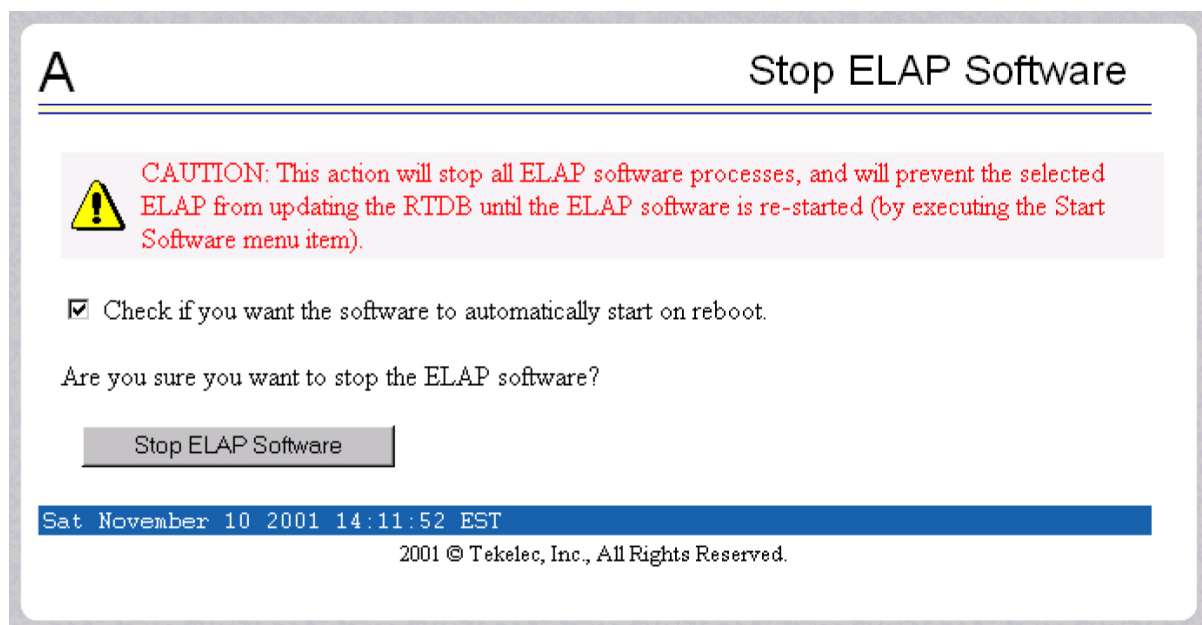 A
Stop ELAP Software
CAUTION: This action will stop all ELAP software processes, and will prevent the selected
ELAP from updating the RTDB until the ELAP software is re-started (by executing the Start
Software menu item).
Check if you want the software to automatically start on reboot.
Are you sure you want to stop the ELAP software?
Stop ELAP Software
Sat November 10 2001 14:11:52 EST
2001 © Tekelec, Inc., All Rights Reserved.